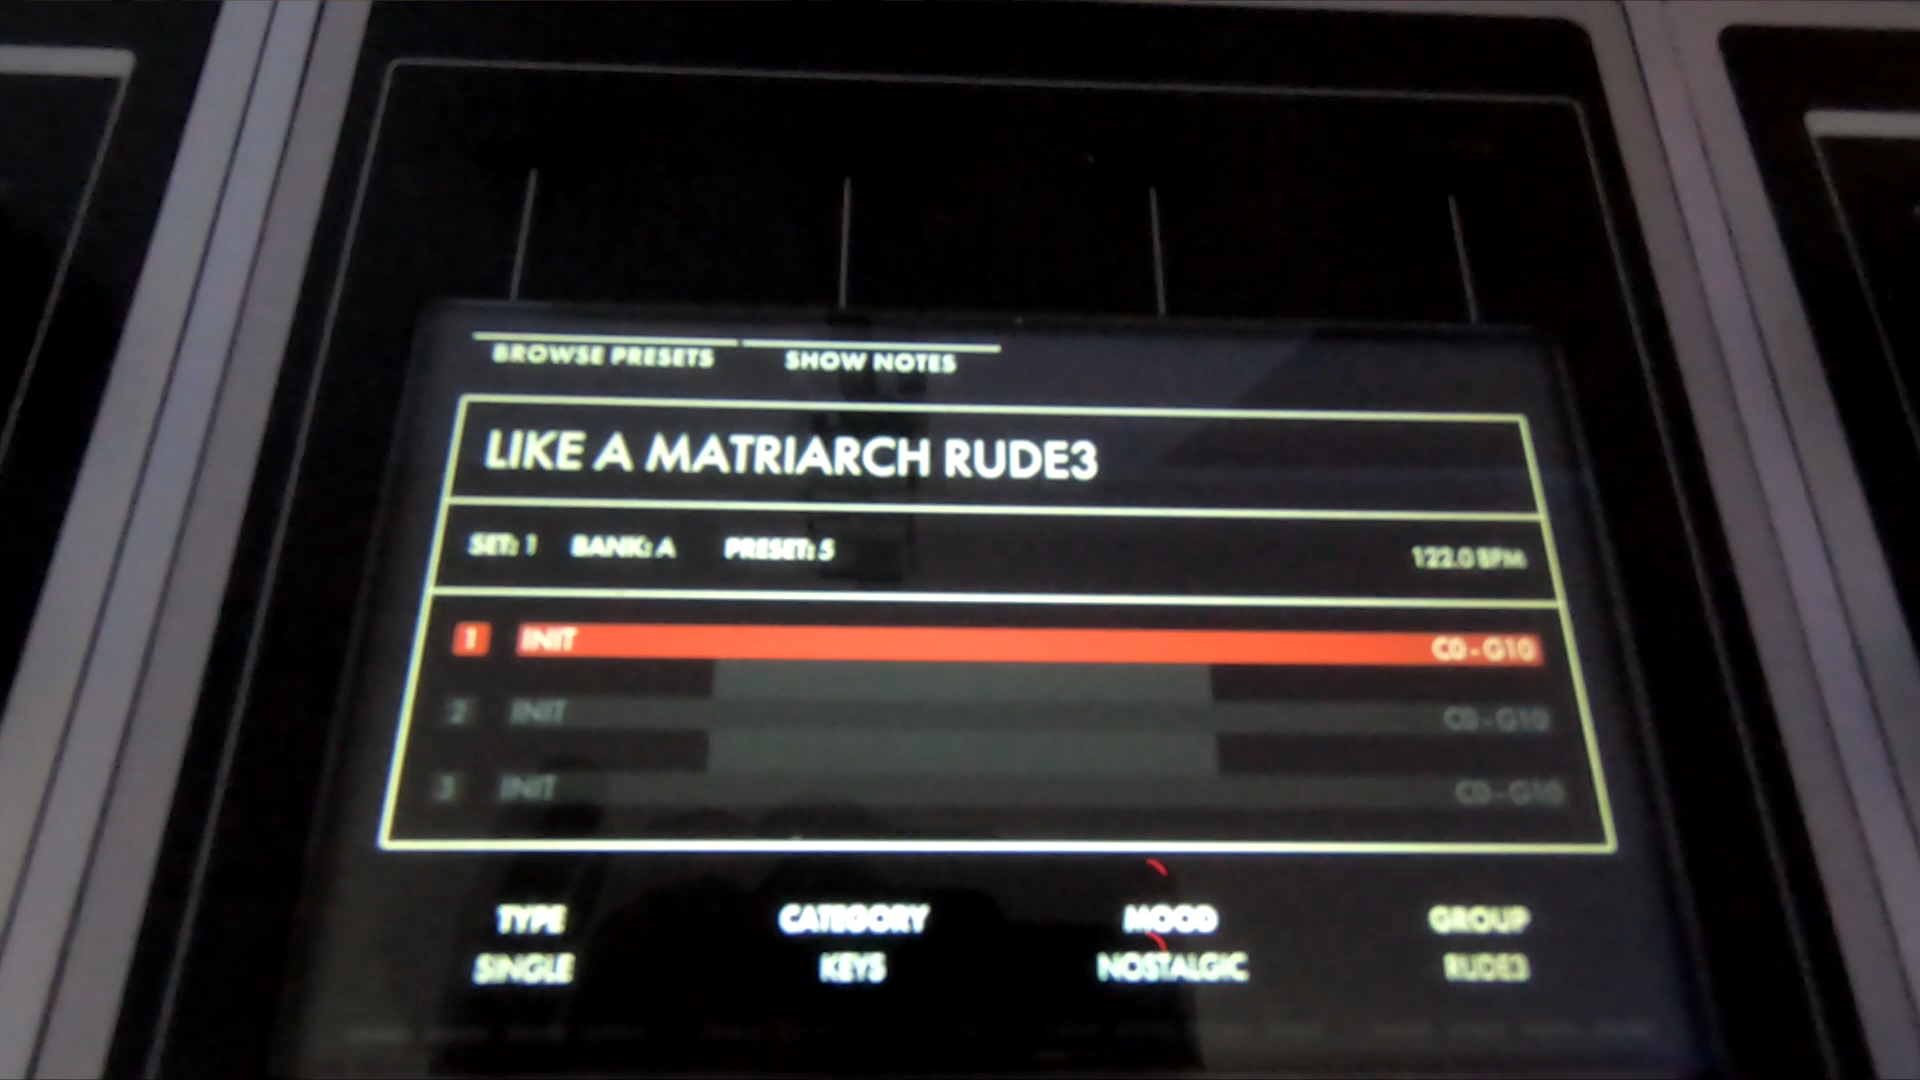 BROWSE PRESETS SHOW NOTES
LIKE A MATRIARCH RUDE3
SET: 1 BANK: A PRESET: 5 122.0 BPM
1 INIT C0 - G10
2 INIT C0 - G10
3 INIT C0 - G10
TYPE CATEGORY MOOD GROUP
SINGLE KEYS NOSTALGIC RUDE3